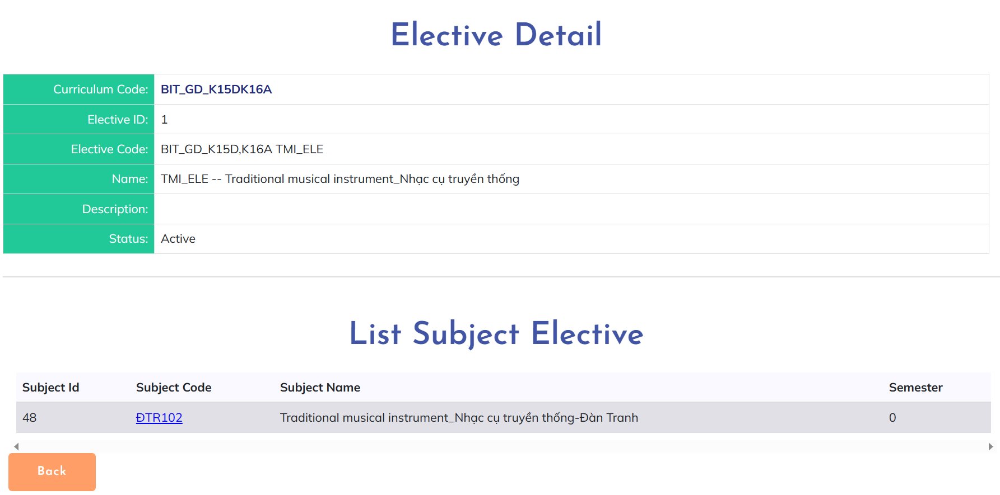 Elective Detail
Curriculum Code: BIT_GD_K15DK16A
Elective ID: 1
Elective Code: BIT_GD_K15D,K16A TMI_ELE
Name: TMI_ELE -- Traditional musical instrument_Nhạc cụ truyền thống
Description:
Status: Active
List Subject Elective
Subject Id Subject Code Subject Name Semester
48 ĐTR102 Traditional musical instrument_Nhạc cụ truyền thống-Đàn Tranh 0
Back